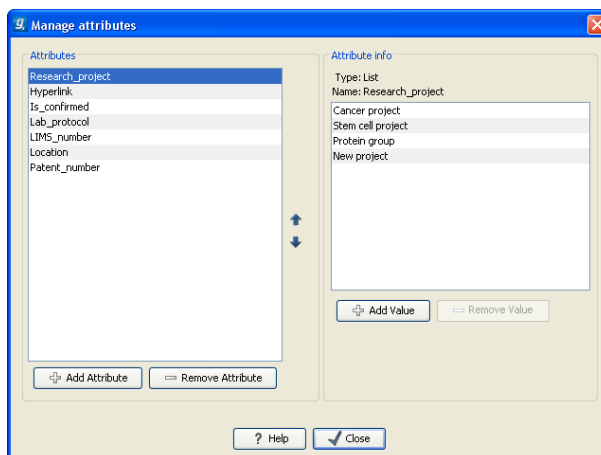 Manage attributes
Attributes
Research_project
Hyperlink
Is_confirmed
Lab_protocol
LIMS_number
Location
Patent_number
Add Attribute
Remove Attribute
Attribute info
Type: List
Name: Research_project
Cancer project
Stem cell project
Protein group
New project
Add Value
Remove Value
? Help
Close